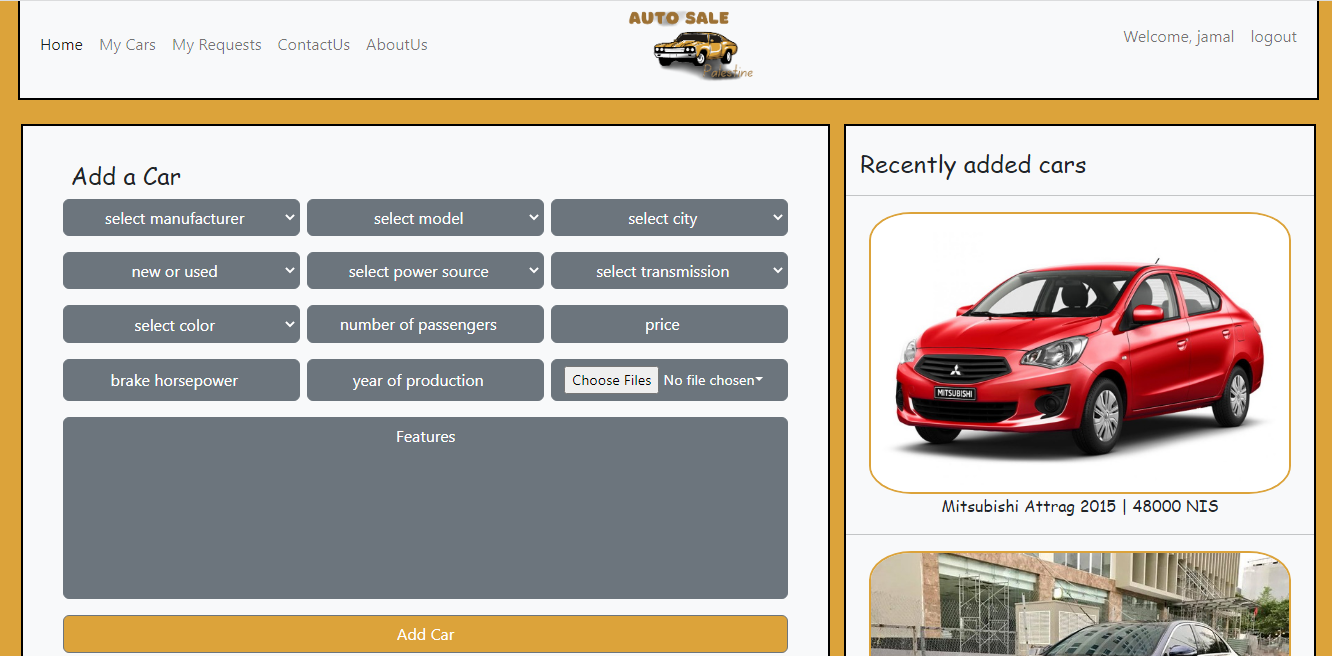 Home My Cars My Requests ContactUs AboutUs
AUTO SALE
Palestine
Welcome, jamal logout
Add a Car
select manufacturer select model select city
new or used select power source select transmission
select color number of passengers price
brake horsepower year of production Choose Files No file chosen
Features
Add Car
Recently added cars
MITSUBISHI
Mitsubishi Attrag 2015 | 48000 NIS